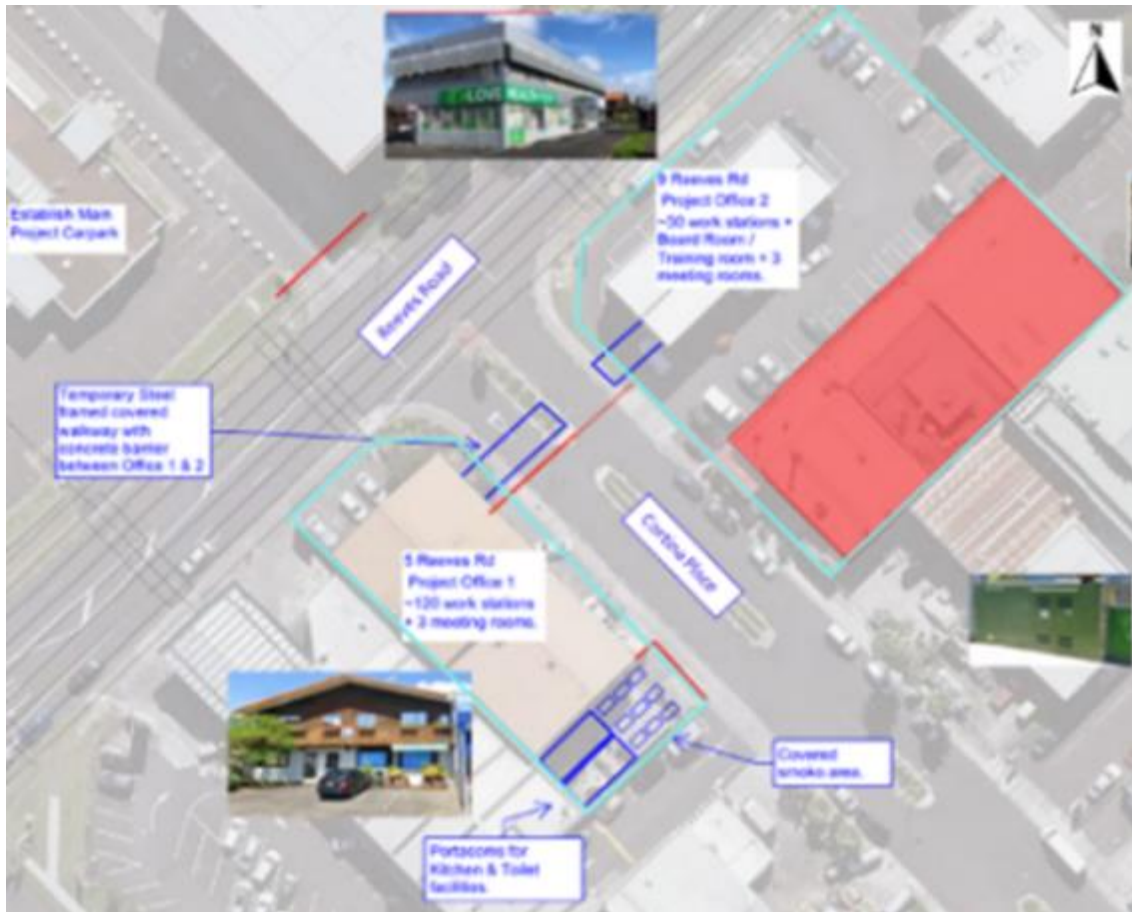 N
LOVE
Establish Main
Project Carpark
9 Reeves Rd
Project Office 2
~30 work stations +
Board Room /
Training room + 3
meeting rooms.
Reeves Road
Temporary Steel
framed covered
walkway with
concrete barrier
between Office 1 & 2
Cortina Place
5 Reeves Rd
Project Office 1
~120 work stations
+ 3 meeting rooms.
Covered
smoko area.
Portacoms for
Kitchen & Toilet
facilities.